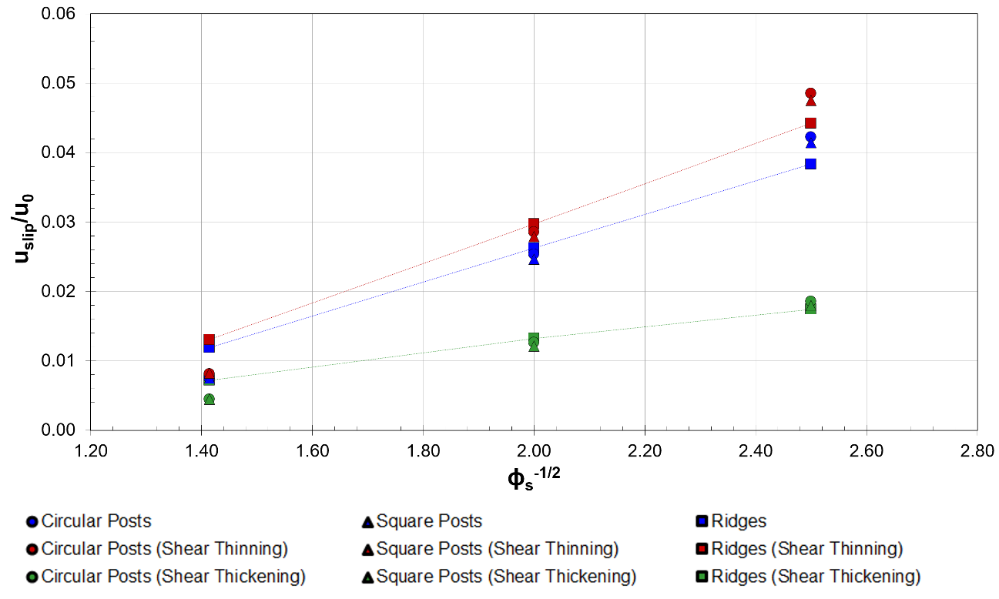 0.06
0.05
0.04
0.03
0.02
0.01
0.00
uslip/u0
1.20 1.40 1.60 1.80 2.00 2.20 2.40 2.60 2.80
ϕs-1/2
Circular Posts Square Posts Ridges
Circular Posts (Shear Thinning) Square Posts (Shear Thinning) Ridges (Shear Thinning)
Circular Posts (Shear Thickening) Square Posts (Shear Thickening) Ridges (Shear Thickening)